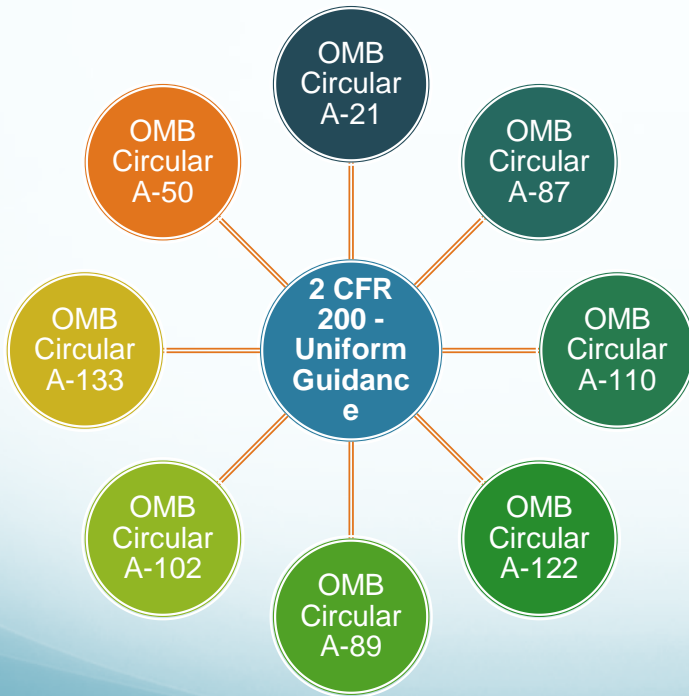 OMB
Circular
A-21
OMB
Circular
A-87
OMB
Circular
A-110
OMB
Circular
A-122
OMB
Circular
A-89
OMB
Circular
A-102
OMB
Circular
A-133
OMB
Circular
A-50
2 CFR
200 -
Uniform
Guidanc
e